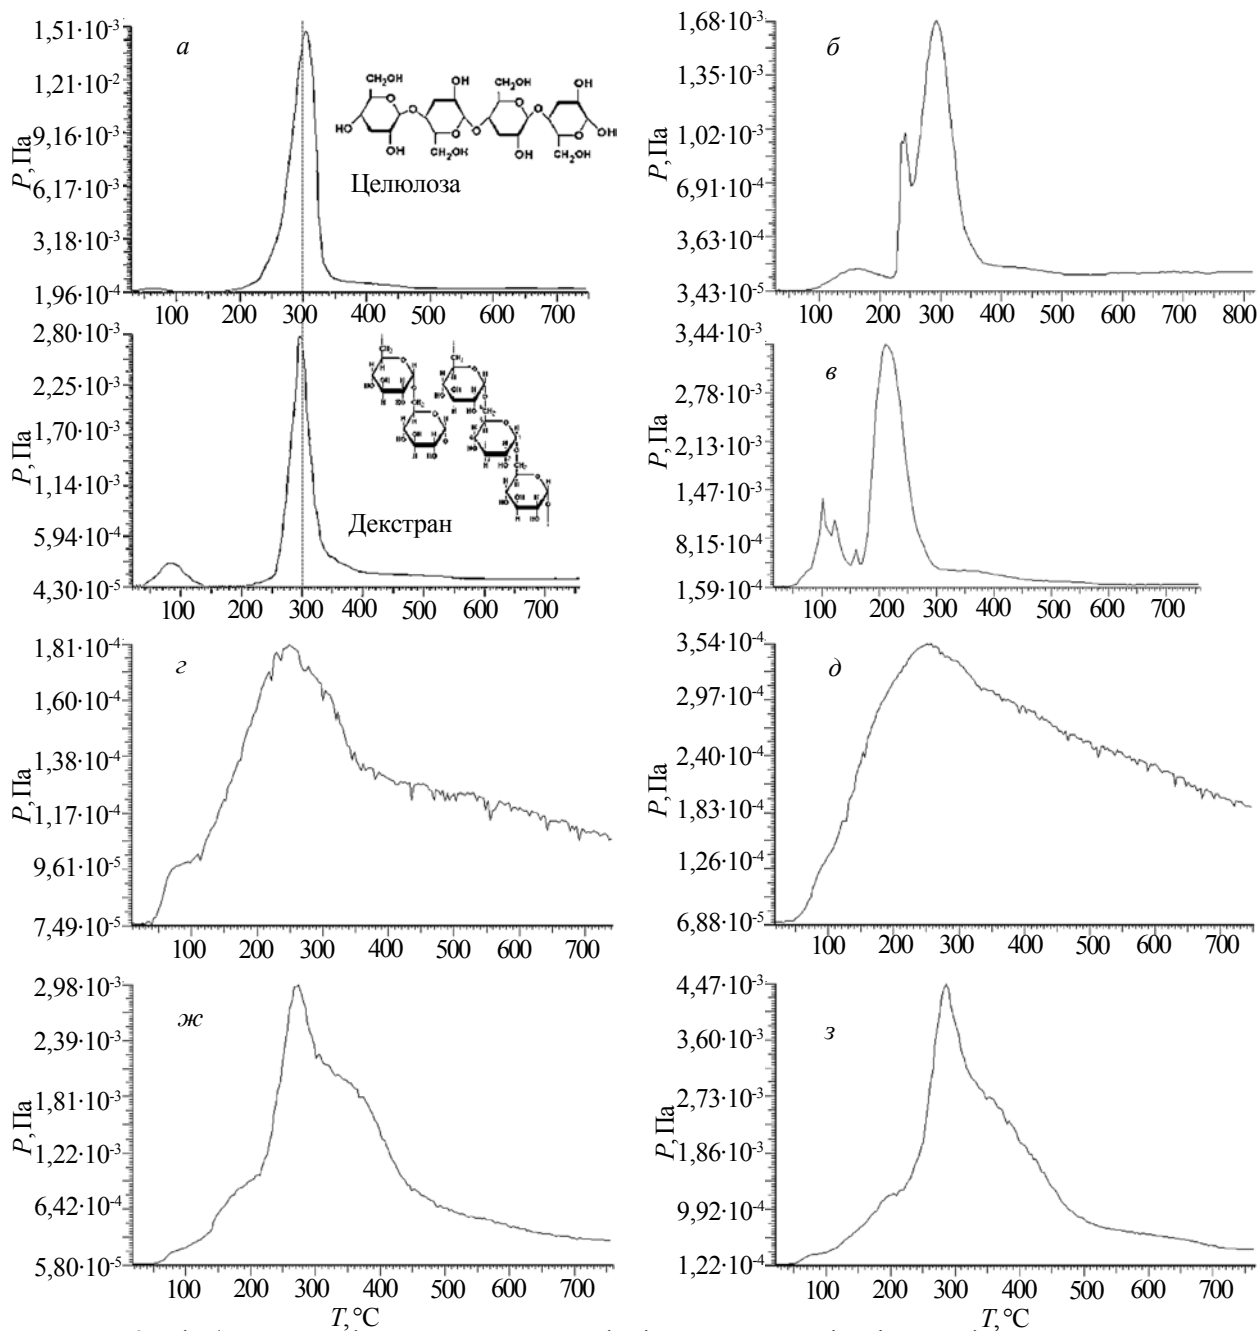 а
1,51·10-3
1,21·10-2
9,16·10-3
6,17·10-3
3,18·10-3
1,96·10-4
P, Па
100 200 300 400 500 600 700
CH2OH OH CH2OH OH
HO OH CH2OH OH CH2OH OH
Целюлоза
б
1,68·10-3
1,35·10-3
1,02·10-3
6,91·10-4
3,63·10-4
3,43·10-5
P, Па
100 200 300 400 500 600 700 800
2,80·10-3
2,25·10-3
1,70·10-3
1,14·10-3
5,94·10-4
4,30·10-5
P, Па
100 200 300 400 500 600 700
Декстран
в
3,44·10-3
2,78·10-3
2,13·10-3
1,47·10-3
8,15·10-4
1,59·10-4
P, Па
100 200 300 400 500 600 700
г
1,81·10-4
1,60·10-4
1,38·10-4
1,17·10-4
9,61·10-5
7,49·10-5
P, Па
100 200 300 400 500 600 700
д
3,54·10-4
2,97·10-4
2,40·10-4
1,83·10-4
1,26·10-4
6,88·10-5
P, Па
100 200 300 400 500 600 700
ж
2,98·10-3
2,39·10-3
1,81·10-3
1,22·10-3
6,42·10-4
5,80·10-5
P, Па
100 200 300 400 500 600 700
T, °C
з
4,47·10-3
3,60·10-3
2,73·10-3
1,86·10-3
9,92·10-4
1,22·10-4
P, Па
100 200 300 400 500 600 700
T, °C